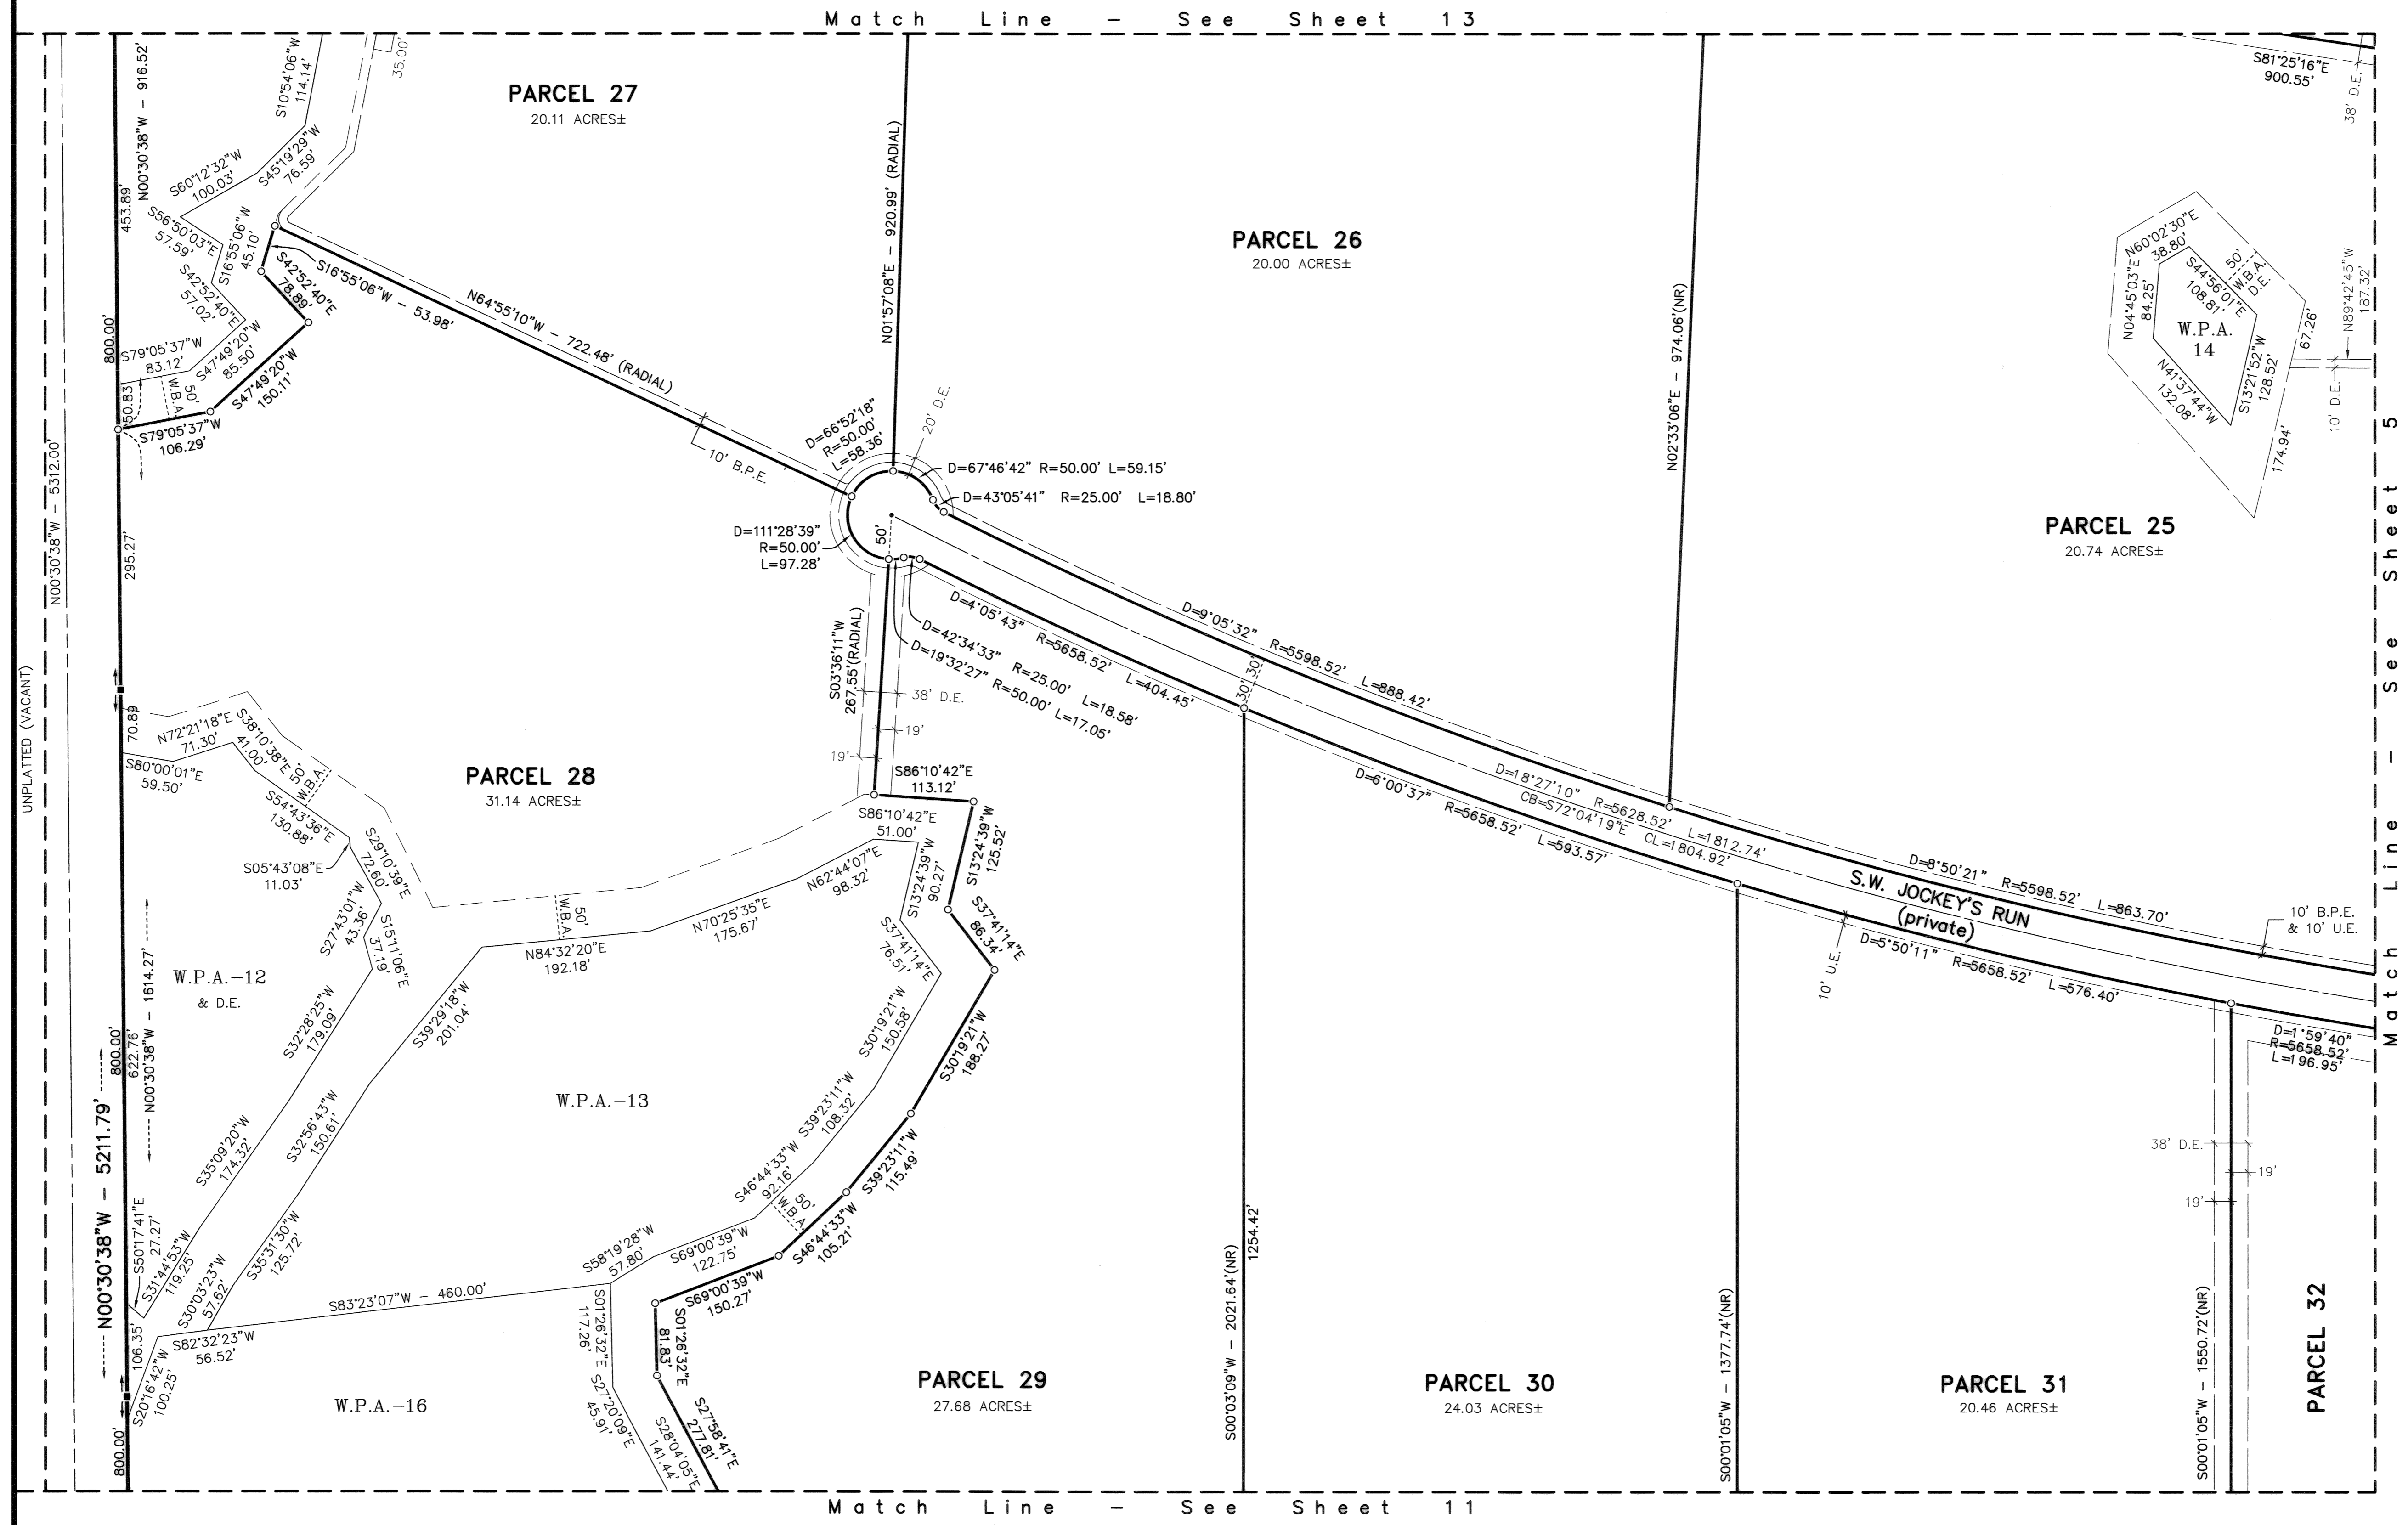 Match Line - See Sheet 13
N00°30'38"W - 916.52'
453.89'
800.00'
50.83'
295.27'
N00°30'38"W - 5312.00'
UNPLATTED (VACANT)
S10°54'06"W
114.14'
35.00'
S45°19'29"W
76.59'
S60°12'32"W
100.03'
S56°50'03"E
57.59'
S16°55'06"W
45.10'
S42°52'40"E
57.02'
S42°52'40"E
78.89'
S16°55'06"W - 53.98'
S47°49'20"W
85.50'
S47°49'20"W
150.11'
S79°05'37"W
83.12'
50'
W.B.A.
S79°05'37"W
106.29'
PARCEL 27
20.11 ACRES±
N64°55'10"W - 722.48' (RADIAL)
10' B.P.E.
N01°57'08"E - 920.99' (RADIAL)
20' D.E.
D=66°52'18"
R=50.00'
L=58.36'
D=67°46'42" R=50.00' L=59.15'
D=43°05'41" R=25.00' L=18.80'
D=111°28'39"
R=50.00'
L=97.28'
50'
PARCEL 26
20.00 ACRES±
N02°33'06"E - 974.06'(NR)
S81°25'16"E
900.55'
38' D.E.
N60°02'30"E
38.80'
N04°45'03"E
84.25'
S44°56'01"E
108.81'
50'
W.B.A.
D.E.
W.P.A.
14
N41°37'44"W
132.08'
S13°21'52"W
128.52'
67.26'
174.94'
N89°42'45"W
187.32'
10' D.E.
PARCEL 25
20.74 ACRES±
Match Line - See Sheet 5
D=4°05'43" R=5658.52' L=404.45'
D=42°34'33" R=25.00' L=18.58'
D=19°32'27" R=50.00' L=17.05'
D=9°05'32" R=5598.52' L=888.42'
30' 30'
S03°36'11"W
267.55'(RADIAL)
38' D.E.
19'
19'
S86°10'42"E
113.12'
S86°10'42"E
51.00'
S13°24'39"W
125.52'
S13°24'39"W
90.27'
S37°41'14"E
86.34'
S37°41'14"E
76.51'
D=18°27'10" R=5628.52' L=1812.74'
CB=S72°04'19"E CL=1804.92'
D=6°00'37" R=5658.52' L=593.57'
D=8°50'21" R=5598.52' L=863.70'
S.W. JOCKEY'S RUN
(private)
10' B.P.E.
& 10' U.E.
D=5°50'11" R=5658.52' L=576.40'
10' U.E.
D=1°59'40"
R=5658.52'
L=196.95'
70.89
N72°21'18"E
71.30'
S80°00'01"E
59.50'
S38°10'38"E
41.00'
50'
W.B.A.
S54°43'36"E
130.88'
S05°43'08"E
11.03'
S29°10'39"E
72.60'
S27°43'01"W
43.36'
S15°11'06"E
37.19'
PARCEL 28
31.14 ACRES±
N62°44'07"E
98.32'
N70°25'35"E
175.67'
50'
W.B.A.
N84°32'20"E
192.18'
W.P.A.-12
& D.E.
S32°28'25"W
179.09'
S39°29'18"W
201.04'
S30°19'21"W
150.58'
S30°19'21"W
188.27'
800.00'
622.76'
N00°30'38"W - 1614.27'
N00°30'38"W - 5211.79'
W.P.A.-13
S35°09'20"W
174.32'
S32°56'43"W
150.61'
S39°23'11"W
108.32'
S39°23'11"W
115.49'
S46°44'33"W
92.16'
50'
W.B.A.
S46°44'33"W
105.21'
S50°17'41"E
27.27'
S31°44'53"W
119.25'
S30°03'23"W
57.62'
S35°31'30"W
125.72'
S58°19'28"W
57.80'
S69°00'39"W
122.75'
S69°00'39"W
150.27'
S83°23'07"W - 460.00'
S82°32'23"W
56.52'
106.35'
S20°16'42"W
100.25'
800.00'
S01°26'32"E
117.26'
S01°26'32"E
81.83'
S27°20'09"E
45.91'
S28°04'05"E
141.44'
S27°58'41"E
277.81'
W.P.A.-16
PARCEL 29
27.68 ACRES±
S00°03'09"W - 2021.64'(NR)
1254.42'
PARCEL 30
24.03 ACRES±
S00°01'05"W - 1377.74'(NR)
PARCEL 31
20.46 ACRES±
S00°01'05"W - 1550.72'(NR)
38' D.E.
19'
19'
PARCEL 32
Match Line - See Sheet 11